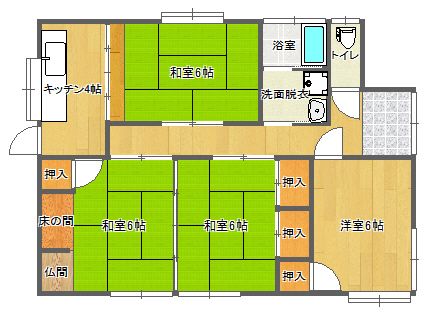 浴室
トイレ
和室6帖
キッチン4帖
洗面脱衣
押入
押入
床の間
和室6帖
和室6帖
洋室6帖
押入
仏間
押入